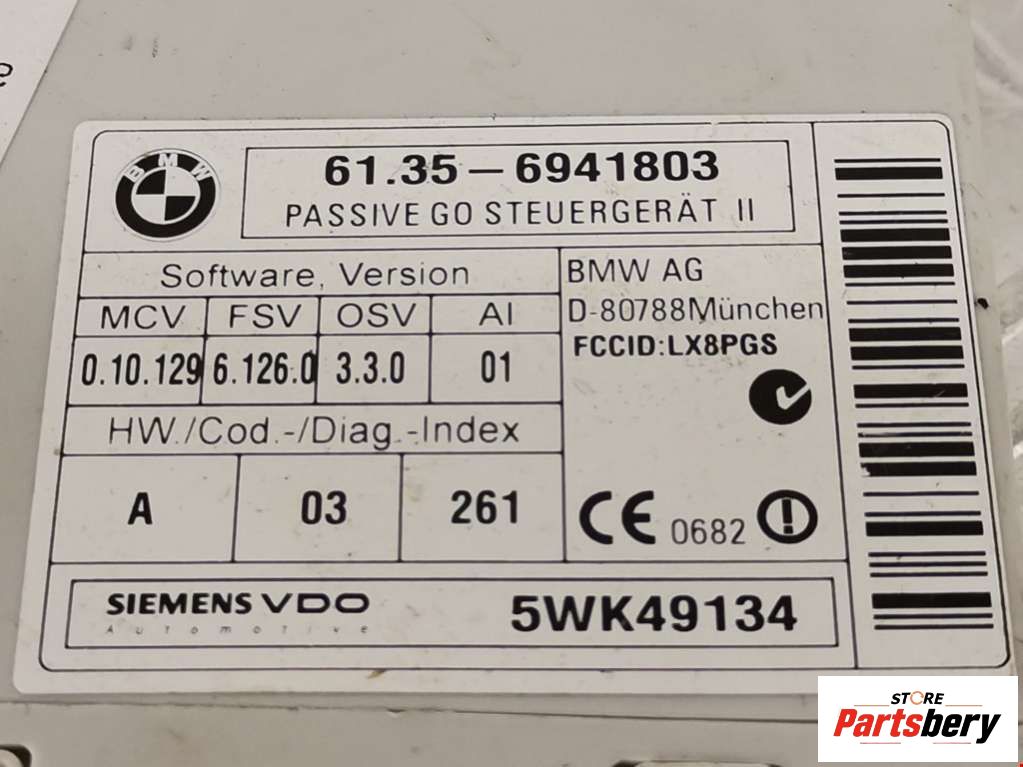 BMW
61.35 – 6941803
PASSIVE GO STEUERGERÄT II
Software, Version
MCV FSV OSV AI
0.10.129 6.126.0 3.3.0 01
HW./Cod.-/Diag.-Index
A 03 261
BMW AG
D-80788München
FCCID:LX8PGS
CE 0682
SIEMENS VDO
Automotive
5WK49134
STORE
Partsbery